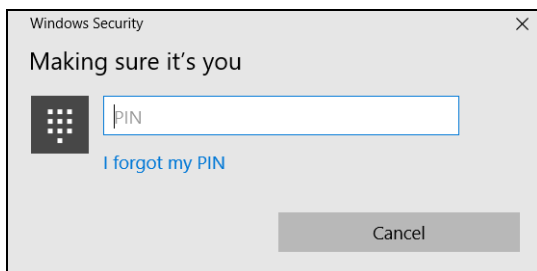 Windows Security
Making sure it's you
PIN
I forgot my PIN
Cancel